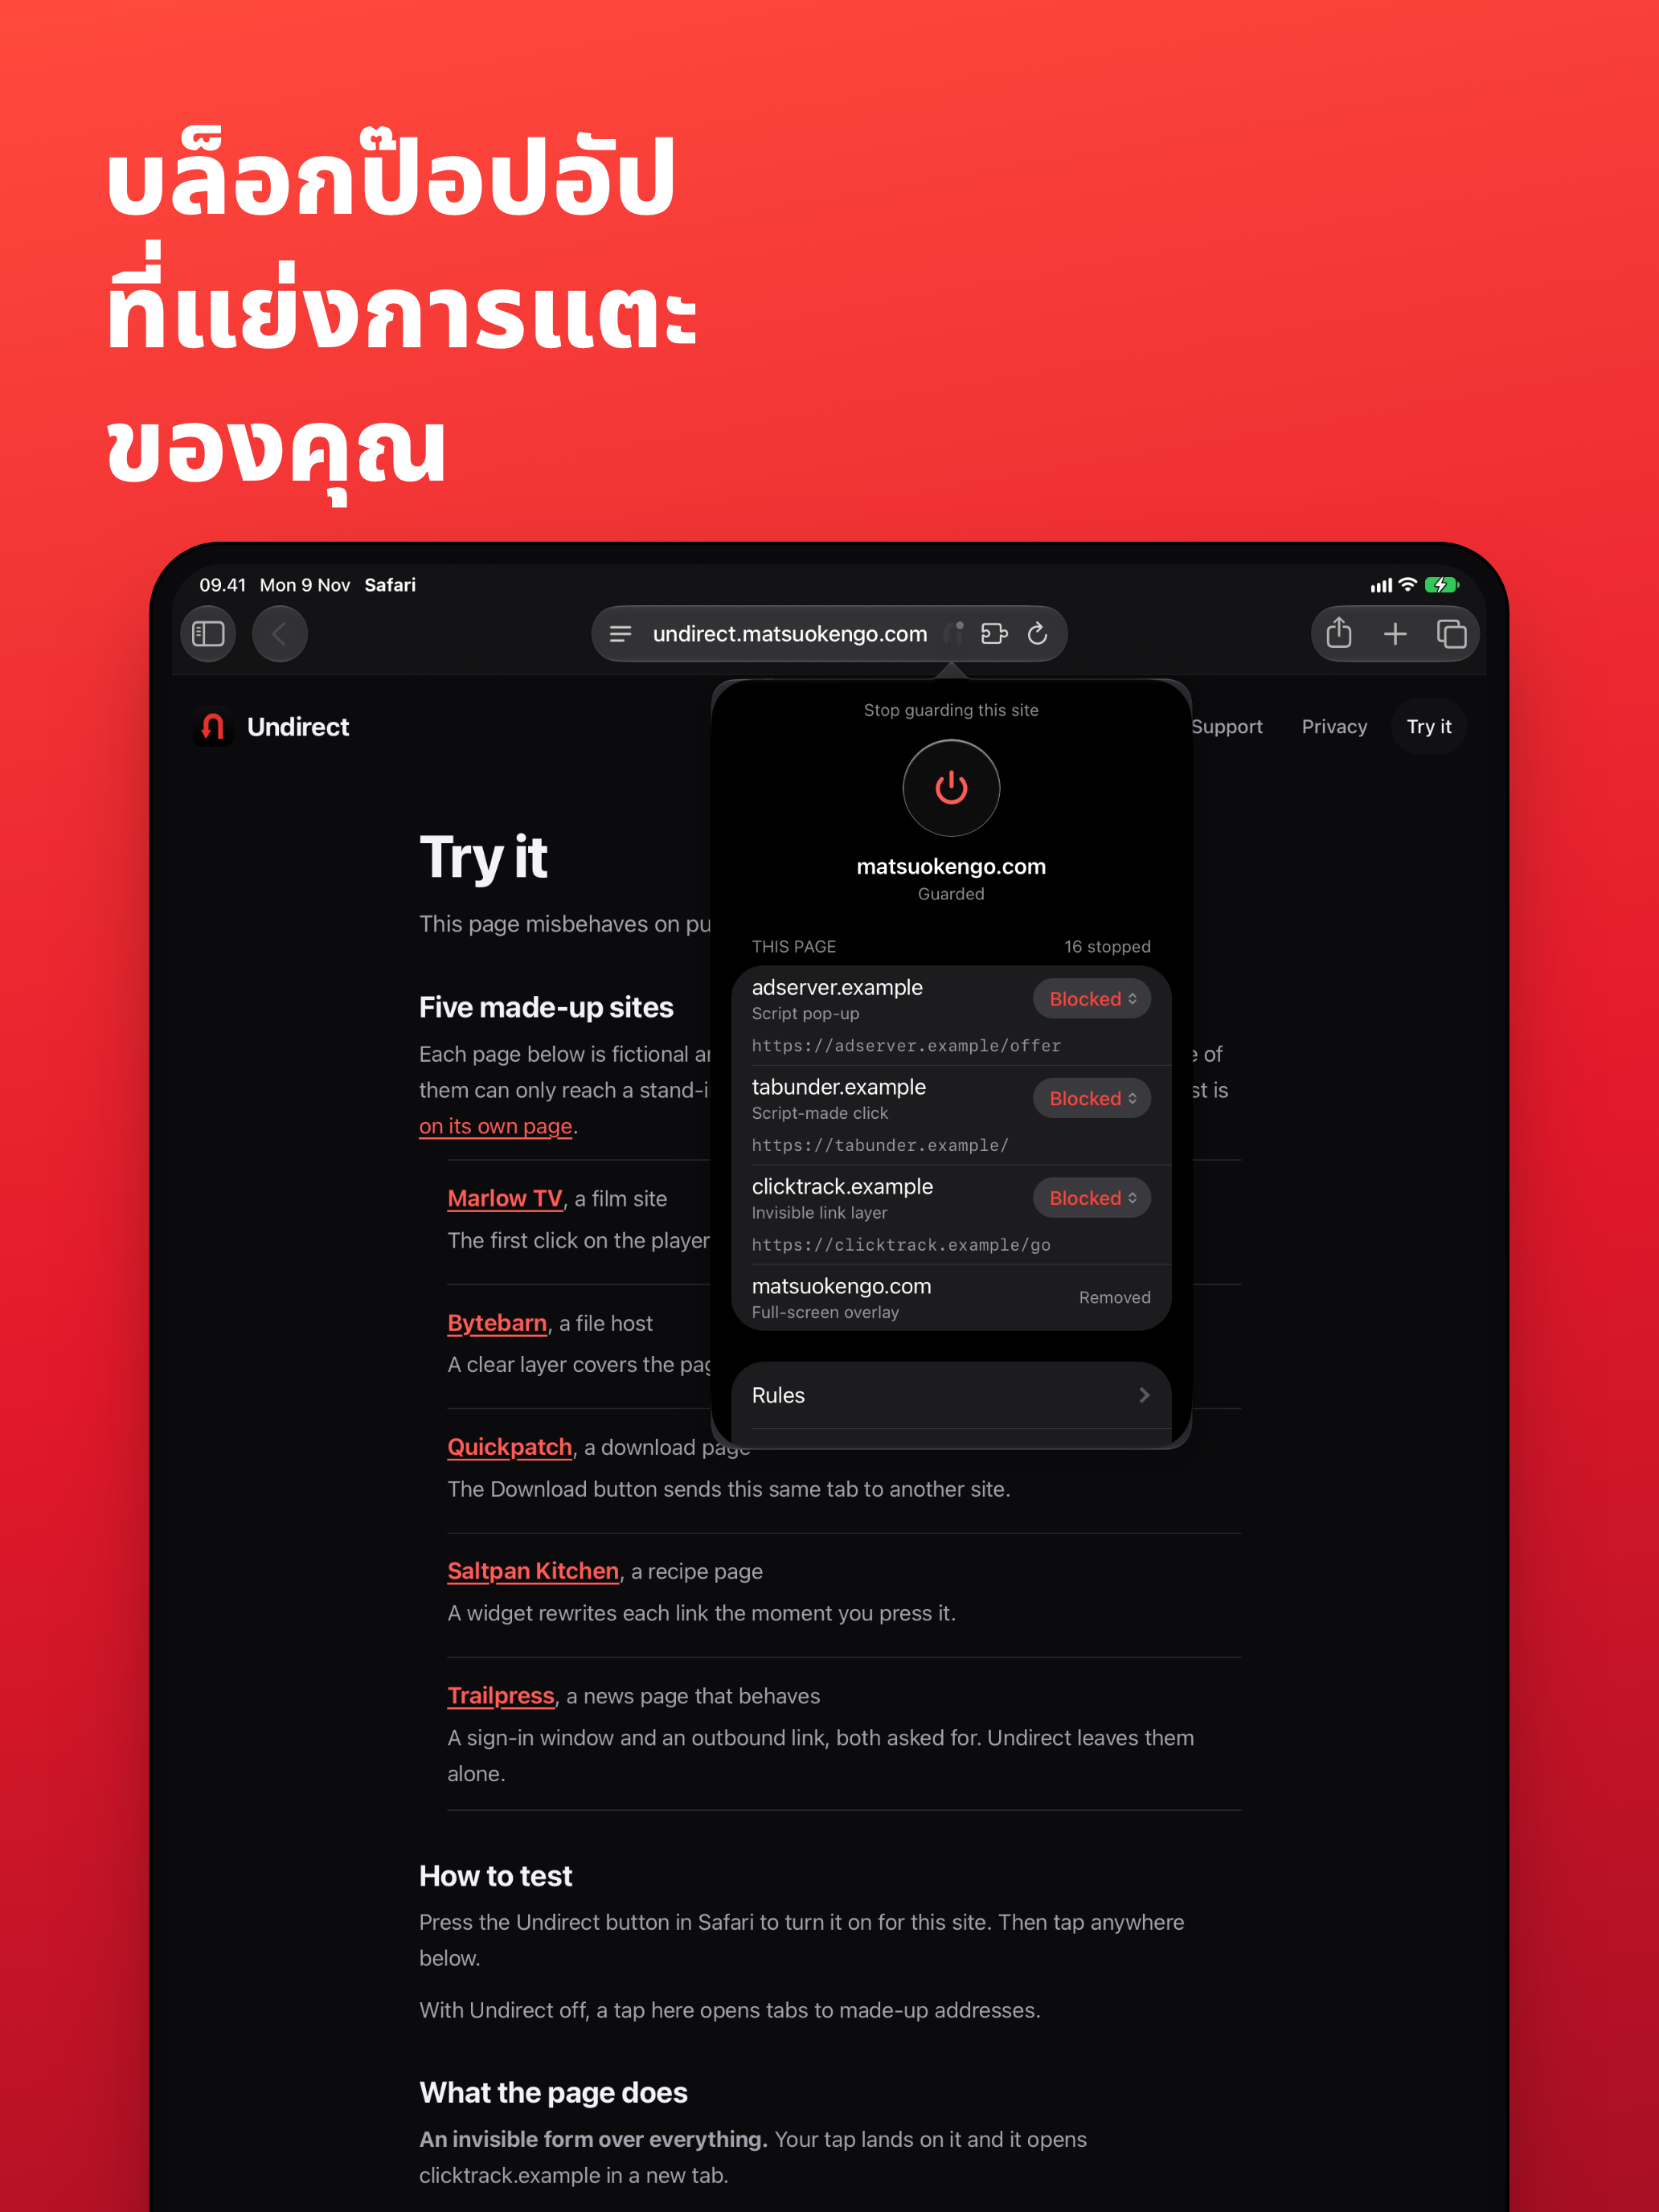 บล็อกป๊อปอัป
ที่แย่งการแตะ
ของคุณ
09.41 Mon 9 Nov Safari
undirect.matsuokengo.com
Undirect
Support Privacy Try it
Stop guarding this site
matsuokengo.com
Guarded
THIS PAGE 16 stopped
adserver.example
Script pop-up
Blocked
https://adserver.example/offer
tabunder.example
Script-made click
Blocked
https://tabunder.example/
clicktrack.example
Invisible link layer
Blocked
https://clicktrack.example/go
matsuokengo.com
Full-screen overlay
Removed
Rules
Try it
This page misbehaves on
Five made-up sites
Each page below is fictional of
them can only reach a is
on its own page.
Marlow TV, a film site
The first click on the player
Bytebarn, a file host
A clear layer covers the
Quickpatch, a download page
The Download button sends this same tab to another site.
Saltpan Kitchen, a recipe page
A widget rewrites each link the moment you press it.
Trailpress, a news page that behaves
A sign-in window and an outbound link, both asked for. Undirect leaves them
alone.
How to test
Press the Undirect button in Safari to turn it on for this site. Then tap anywhere
below.
With Undirect off, a tap here opens tabs to made-up addresses.
What the page does
An invisible form over everything. Your tap lands on it and it opens
clicktrack.example in a new tab.